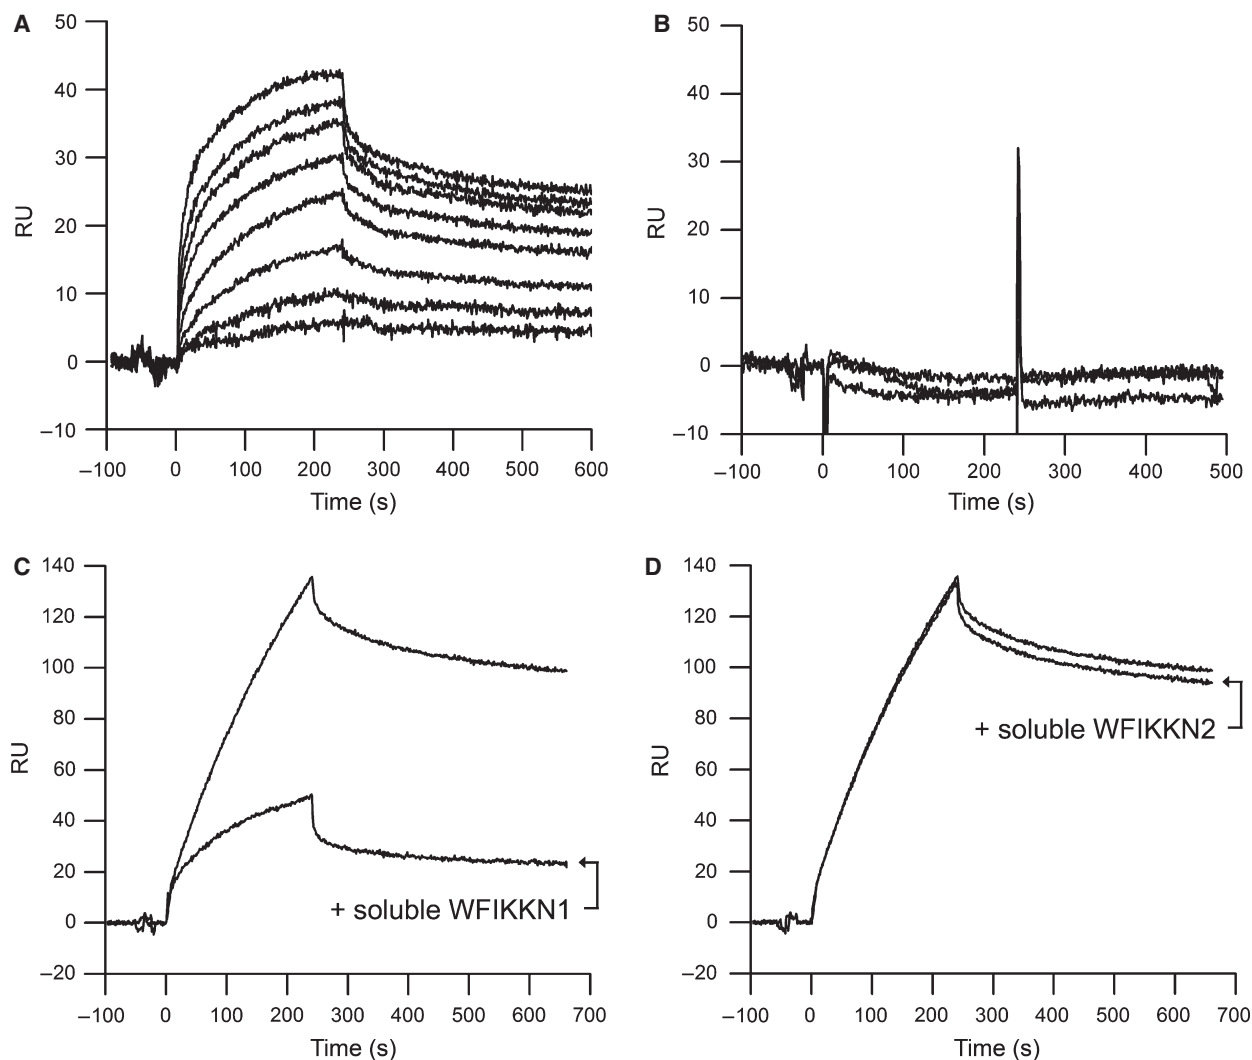 A
50
40
30
20
10
0
–10
RU
–100 0 100 200 300 400 500 600
Time (s)
B
50
40
30
20
10
0
–10
RU
–100 0 100 200 300 400 500
Time (s)
C
140
120
100
80
60
40
20
0
–20
RU
+ soluble WFIKKN1
–100 0 100 200 300 400 500 600 700
Time (s)
D
140
120
100
80
60
40
20
0
–20
RU
+ soluble WFIKKN2
–100 0 100 200 300 400 500 600 700
Time (s)